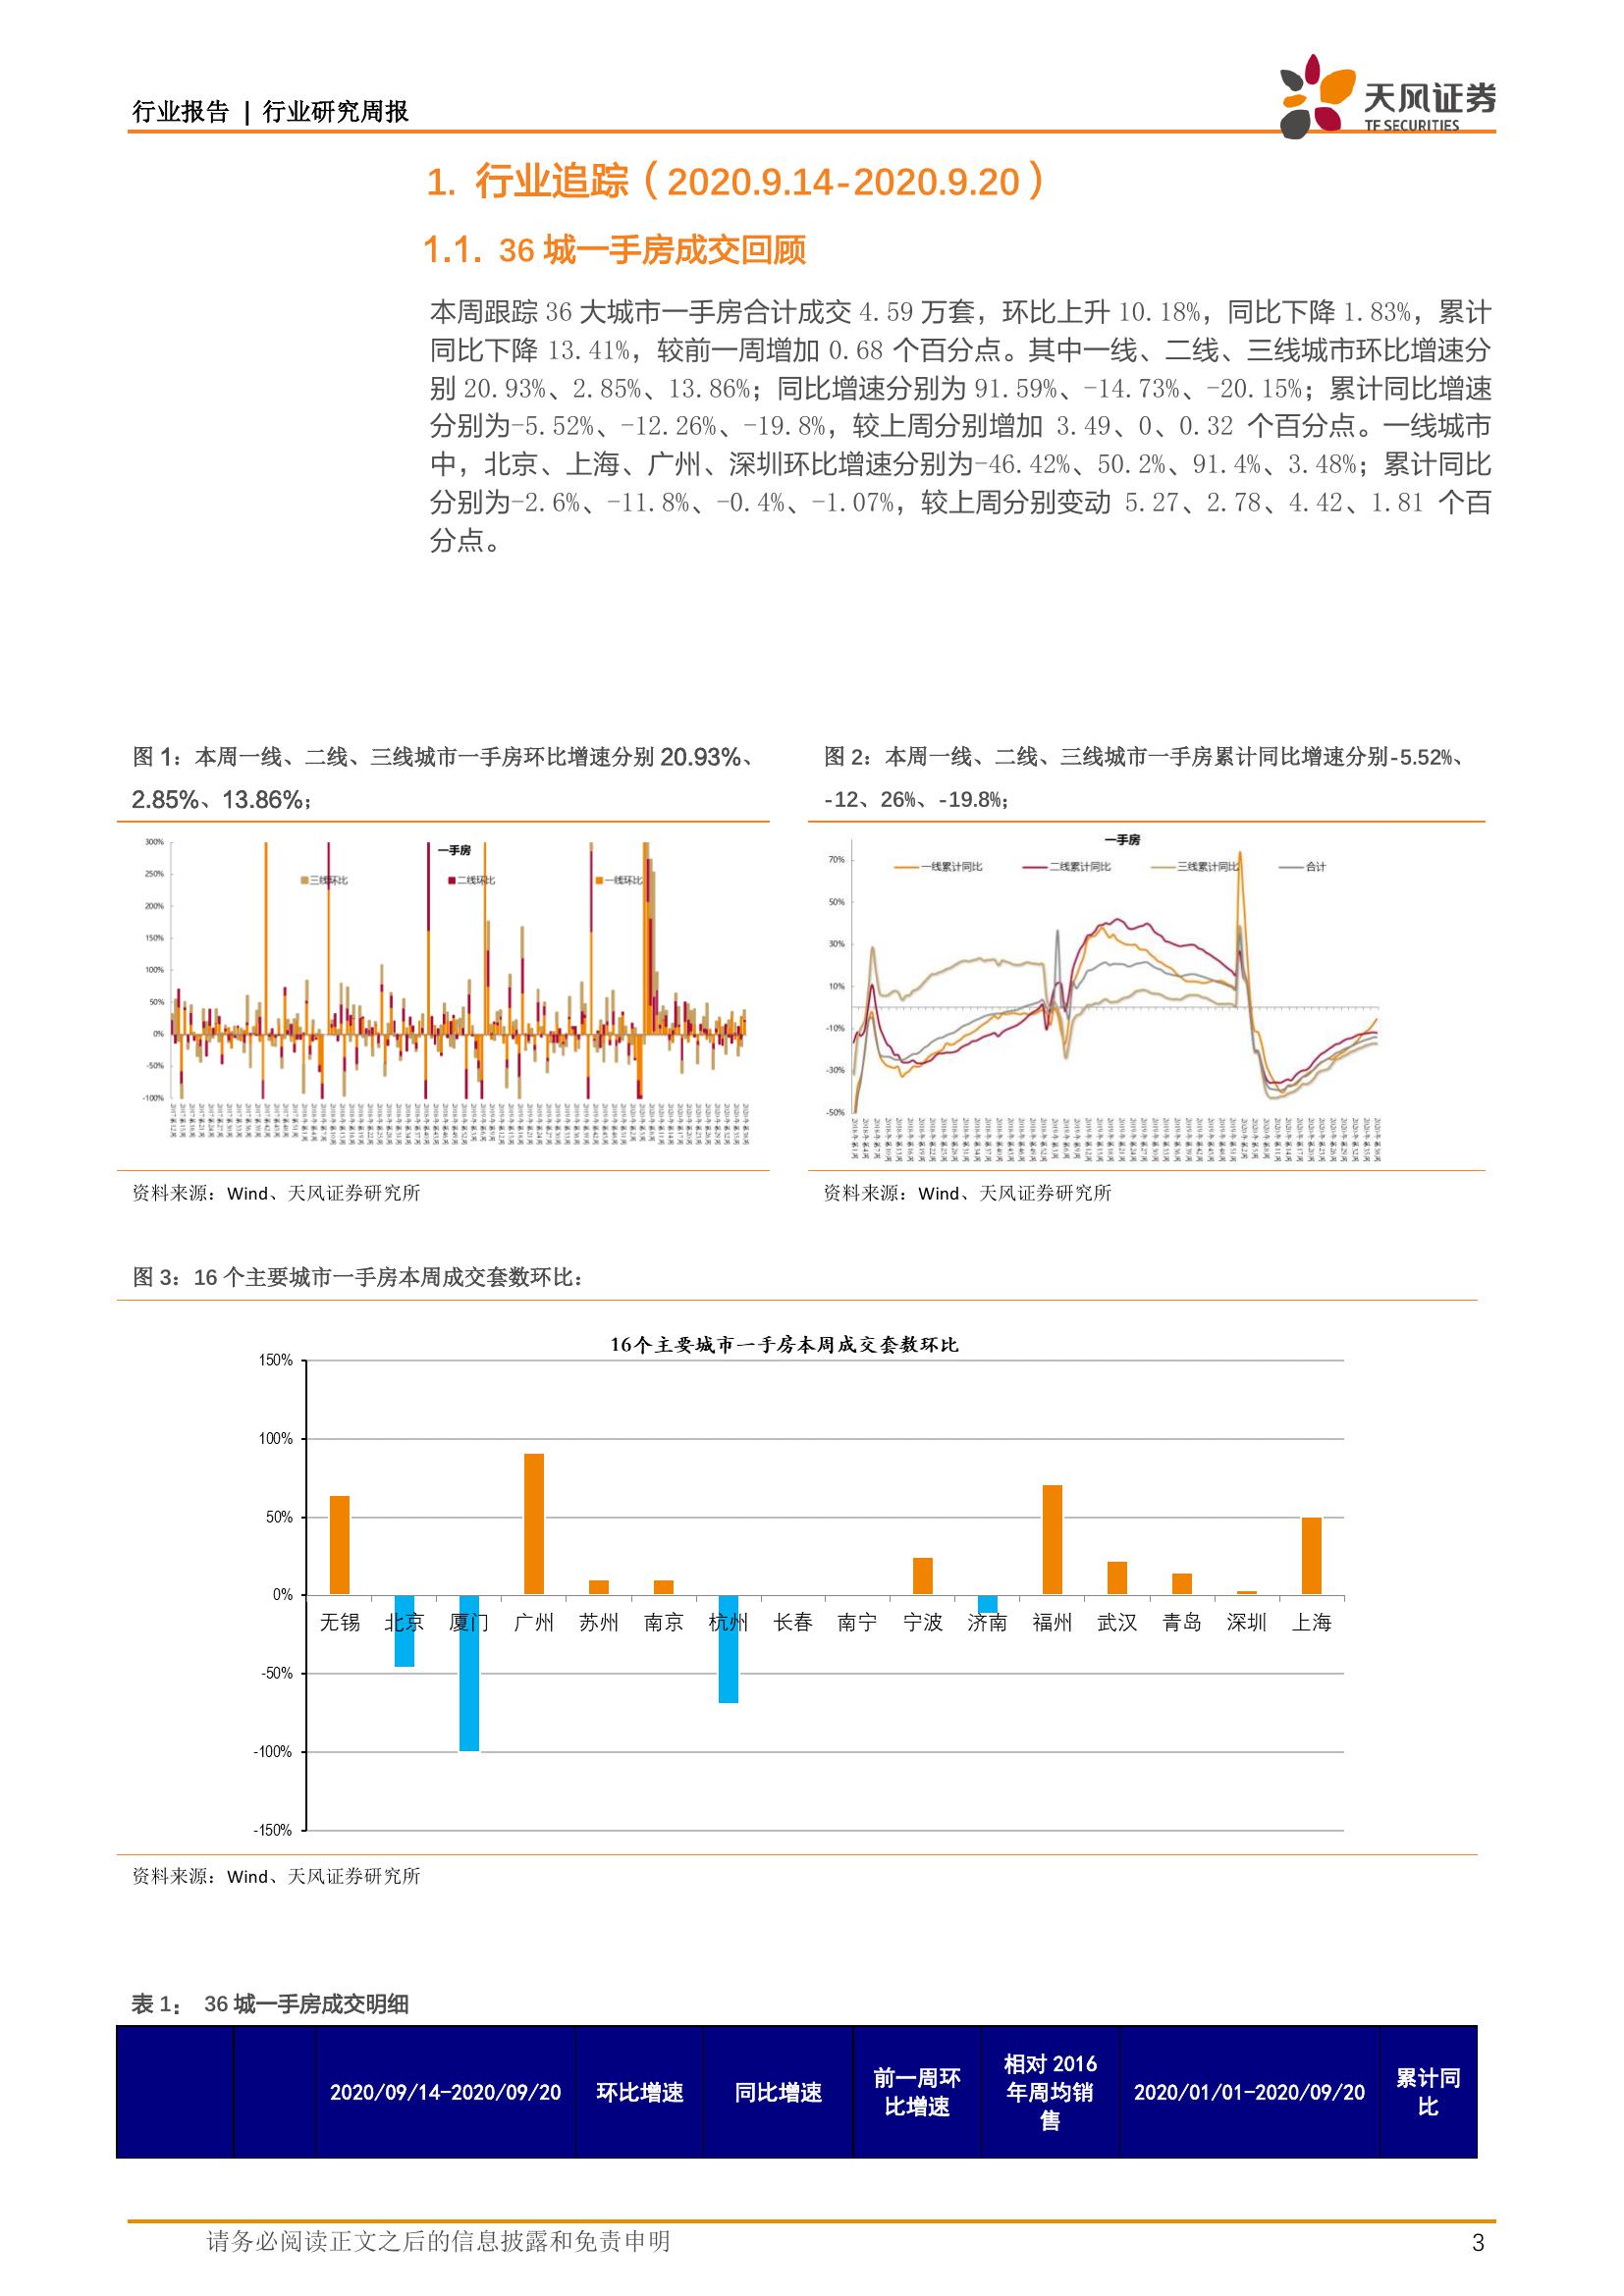 行业报告 | 行业研究周报
天风证券
TF SECURITIES
1. 行业追踪（2020.9.14-2020.9.20）
1.1. 36 城一手房成交回顾
本周跟踪 36 大城市一手房合计成交 4.59 万套，环比上升 10.18%，同比下降 1.83%，累计
同比下降 13.41%，较前一周增加 0.68 个百分点。其中一线、二线、三线城市环比增速分
别 20.93%、2.85%、13.86%；同比增速分别为 91.59%、-14.73%、-20.15%；累计同比增速
分别为-5.52%、-12.26%、-19.8%，较上周分别增加 3.49、0、0.32 个百分点。一线城市
中，北京、上海、广州、深圳环比增速分别为-46.42%、50.2%、91.4%、3.48%；累计同比
分别为-2.6%、-11.8%、-0.4%、-1.07%，较上周分别变动 5.27、2.78、4.42、1.81 个百
分点。
图 1：本周一线、二线、三线城市一手房环比增速分别 20.93%、
2.85%、13.86%；
一手房
三线环比 二线环比 一线环比
300%
250%
200%
150%
100%
50%
0%
-50%
-100%
资料来源：Wind、天风证券研究所
图 2：本周一线、二线、三线城市一手房累计同比增速分别-5.52%、
-12、26%、-19.8%；
一手房
一线累计同比 二线累计同比 三线累计同比 合计
70%
50%
30%
10%
-10%
-30%
-50%
资料来源：Wind、天风证券研究所
图 3：16 个主要城市一手房本周成交套数环比：
16个主要城市一手房本周成交套数环比
150%
100%
50%
0%
无锡 北京 厦门 广州 苏州 南京 杭州 长春 南宁 宁波 济南 福州 武汉 青岛 深圳 上海
-50%
-100%
-150%
资料来源：Wind、天风证券研究所
表 1： 36 城一手房成交明细
2020/09/14-2020/09/20 环比增速 同比增速 前一周环比增速 相对 2016 年周均销售 2020/01/01-2020/09/20 累计同比
请务必阅读正文之后的信息披露和免责申明
3